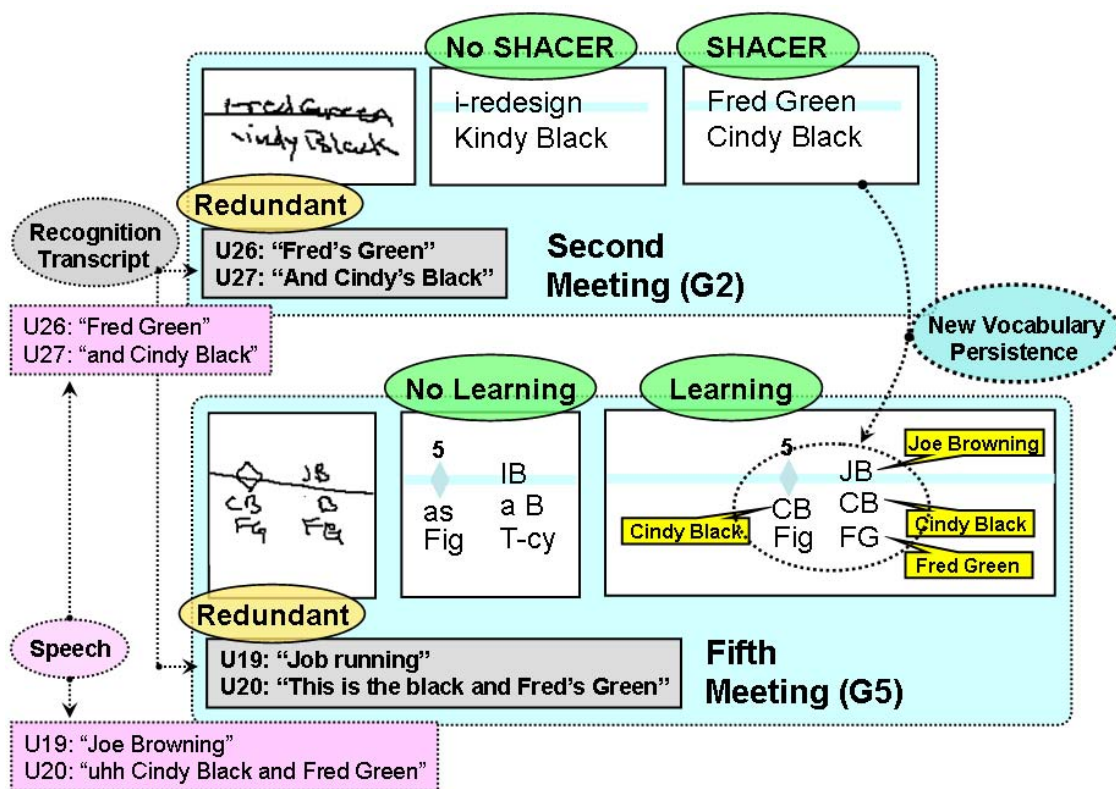 No SHACER
SHACER
Fred Green
Cindy Black
i-redesign
Kindy Black
Fred Green
Cindy Black
Redundant
Recognition
Transcript
U26: “Fred’s Green”
U27: “And Cindy’s Black”
Second
Meeting (G2)
U26: “Fred Green”
U27: “and Cindy Black”
New Vocabulary
Persistence
No Learning
Learning
JB
CB B
FG FG
5
IB
as a B
Fig T-cy
5
JB
CB CB
Fig FG
Joe Browning
Cindy Black
Cindy Black
Fred Green
Redundant
Speech
U19: “Job running”
U20: “This is the black and Fred’s Green”
Fifth
Meeting (G5)
U19: “Joe Browning”
U20: “uhh Cindy Black and Fred Green”